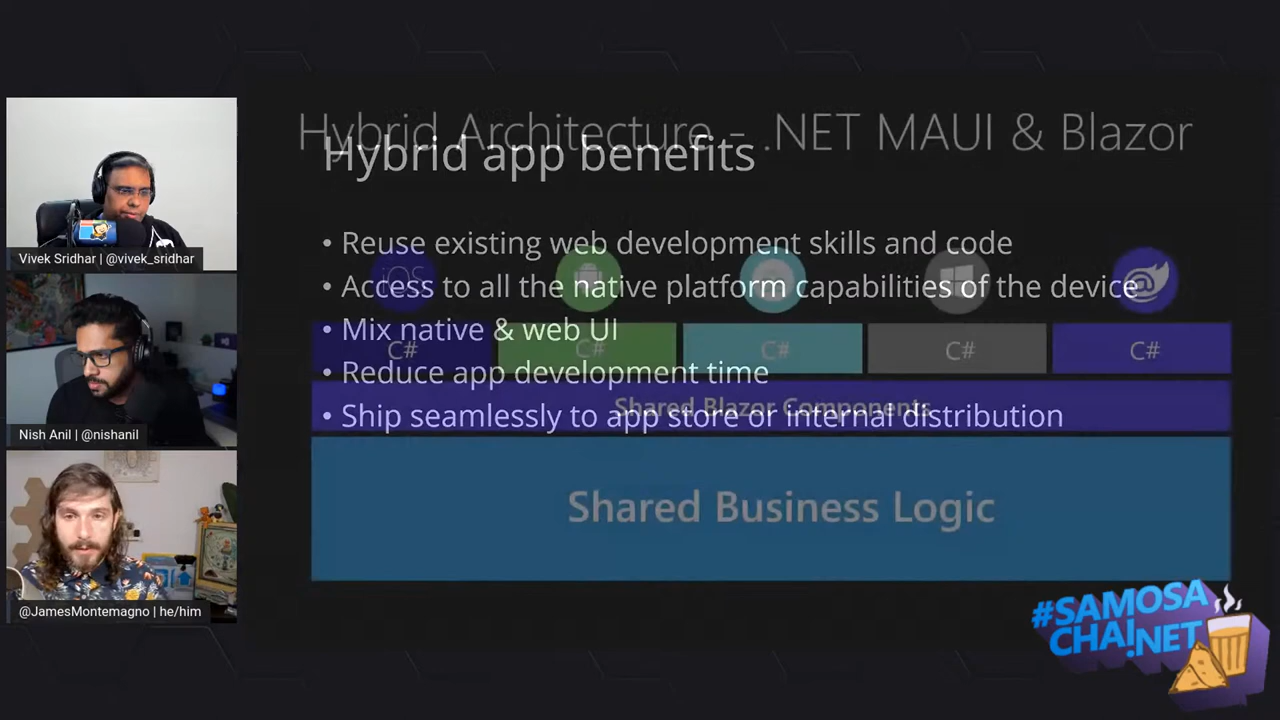 Hybrid Architecture - .NET MAUI & Blazor
Hybrid app benefits
• Reuse existing web development skills and code
• Access to all the native platform capabilities of the device
• Mix native & web UI
• Reduce app development time
• Ship seamlessly to app store or internal distribution
iOS
@
C# C# C# C# C#
Shared Blazor Components
Shared Business Logic
Vivek Sridhar | @vivek_sridhar
Nish Anil | @nishanil
@JamesMontemagno | he/him
#SAMOSA
CHAI.NET